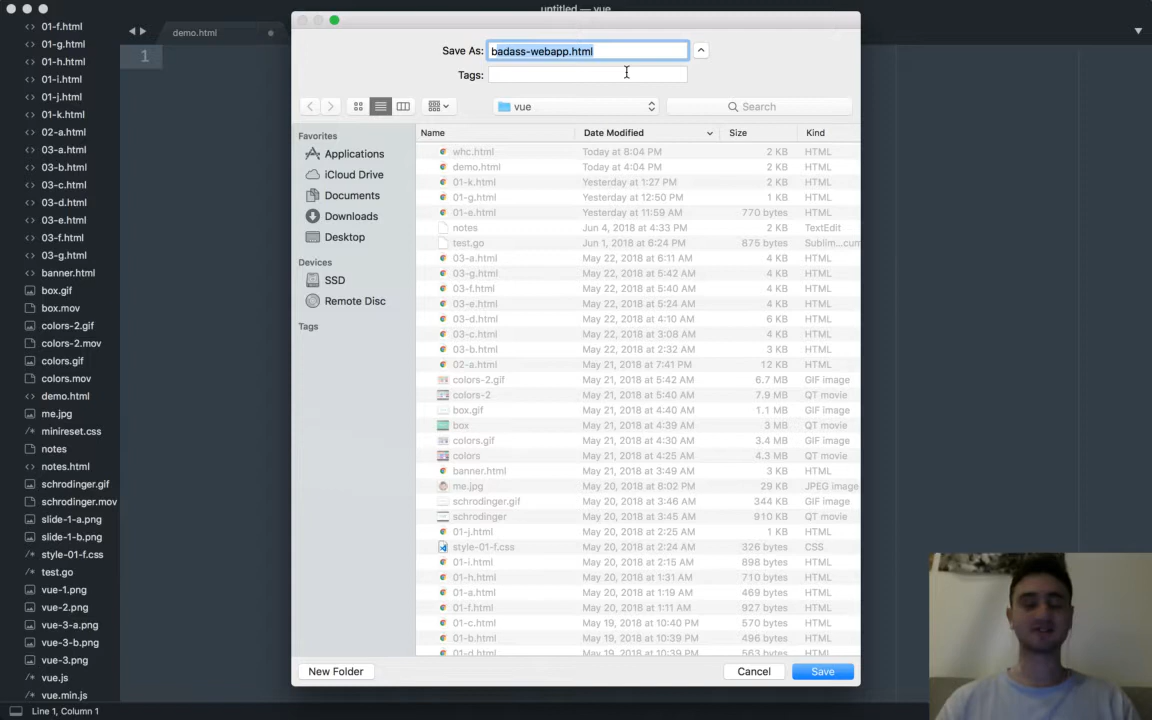 untitled — vue
01-f.html
01-g.html
01-h.html
01-i.html
01-j.html
01-k.html
02-a.html
03-a.html
03-b.html
03-c.html
03-d.html
03-e.html
03-f.html
03-g.html
banner.html
box.gif
box.mov
colors-2.gif
colors-2.mov
colors.gif
colors.mov
demo.html
me.jpg
minireset.css
notes
notes.html
schrodinger.gif
schrodinger.mov
slide-1-a.png
slide-1-b.png
style-01-f.css
test.go
vue-1.png
vue-2.png
vue-3-a.png
vue-3-b.png
vue-3.png
vue.js
vue.min.js
Line 1, Column 1
demo.html
1
Save As: badass-webapp.html
Tags:
vue
Search
Favorites
Applications
iCloud Drive
Documents
Downloads
Desktop
Devices
SSD
Remote Disc
Tags
Name Date Modified Size Kind
whc.html Today at 8:04 PM 2 KB HTML
demo.html Today at 4:04 PM 2 KB HTML
01-k.html Yesterday at 1:27 PM 2 KB HTML
01-g.html Yesterday at 12:50 PM 1 KB HTML
01-e.html Yesterday at 11:59 AM 770 bytes HTML
notes Jun 4, 2018 at 4:33 PM 2 KB TextEdit
test.go Jun 1, 2018 at 6:24 PM 875 bytes Sublim...cum
03-a.html May 22, 2018 at 6:11 AM 4 KB HTML
03-g.html May 22, 2018 at 5:42 AM 4 KB HTML
03-f.html May 22, 2018 at 5:40 AM 4 KB HTML
03-e.html May 22, 2018 at 5:24 AM 4 KB HTML
03-d.html May 22, 2018 at 4:10 AM 6 KB HTML
03-c.html May 22, 2018 at 3:08 AM 4 KB HTML
03-b.html May 22, 2018 at 2:32 AM 3 KB HTML
02-a.html May 21, 2018 at 7:41 PM 12 KB HTML
colors-2.gif May 21, 2018 at 5:42 AM 6.7 MB GIF image
colors-2 May 21, 2018 at 5:40 AM 7.9 MB QT movie
box.gif May 21, 2018 at 4:40 AM 1.1 MB GIF image
box May 21, 2018 at 4:39 AM 3 MB QT movie
colors.gif May 21, 2018 at 4:30 AM 3.4 MB GIF image
colors May 21, 2018 at 4:25 AM 4.3 MB QT movie
banner.html May 21, 2018 at 3:49 AM 3 KB HTML
me.jpg May 20, 2018 at 8:02 PM 29 KB JPEG image
schrodinger.gif May 20, 2018 at 3:46 AM 344 KB GIF image
schrodinger May 20, 2018 at 3:45 AM 910 KB QT movie
01-j.html May 20, 2018 at 2:25 AM 1 KB HTML
style-01-f.css May 20, 2018 at 2:24 AM 326 bytes CSS
01-i.html May 20, 2018 at 2:15 AM 898 bytes HTML
01-h.html May 20, 2018 at 1:31 AM 710 bytes HTML
01-a.html May 20, 2018 at 1:19 AM 469 bytes HTML
01-f.html May 20, 2018 at 1:11 AM 927 bytes HTML
01-c.html May 19, 2018 at 10:40 PM 570 bytes HTML
01-b.html May 19, 2018 at 10:39 PM 496 bytes HTML
01-d.html May 19, 2018 at 10:39 PM 563 bytes HTML
New Folder
Cancel
Save